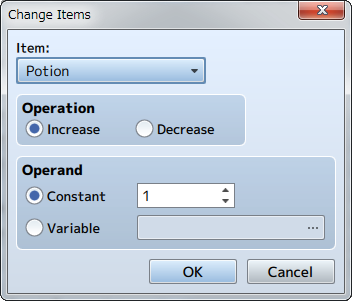 Change Items
Item:
Potion
Operation
Increase
Decrease
Operand
Constant
1
Variable
...
OK
Cancel